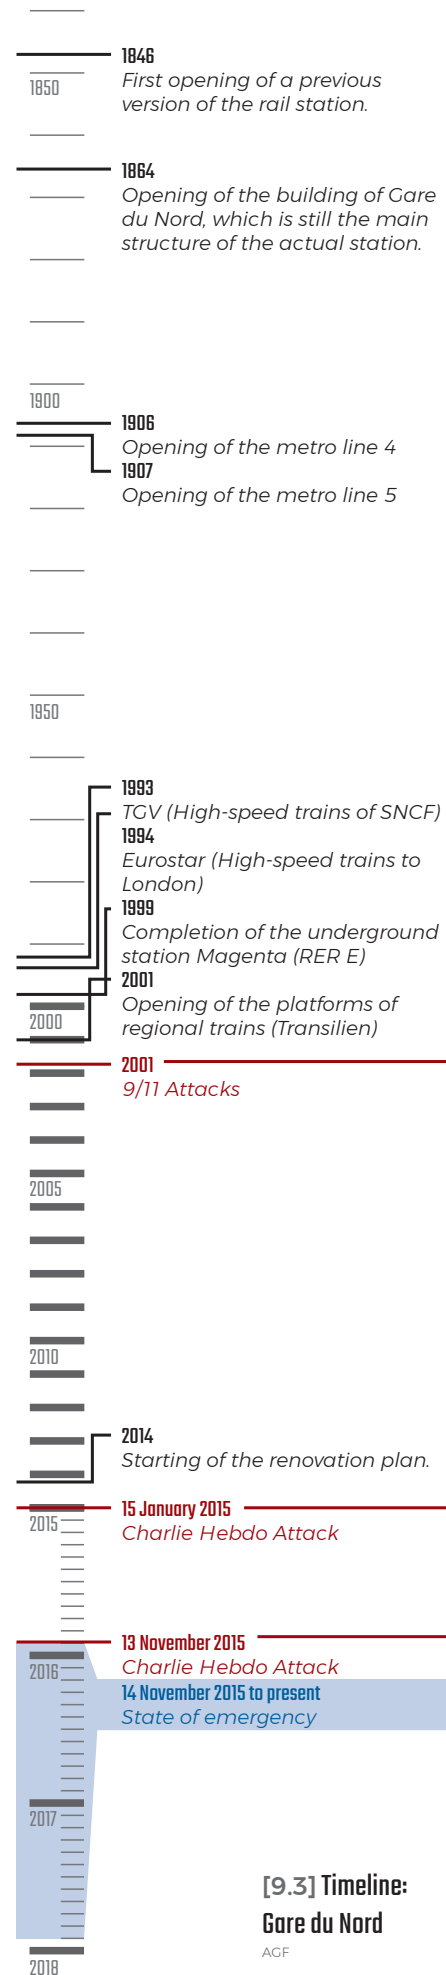 1846
1850
First opening of a previous
version of the rail station.
1864
Opening of the building of Gare
du Nord, which is still the main
structure of the actual station.
1900
1906
Opening of the metro line 4
1907
Opening of the metro line 5
1950
1993
TGV (High-speed trains of SNCF)
1994
Eurostar (High-speed trains to
London)
1999
Completion of the underground
station Magenta (RER E)
2001
Opening of the platforms of
2000
regional trains (Transilien)
2001
9/11 Attacks
2005
2010
2014
Starting of the renovation plan.
15 January 2015
2015
Charlie Hebdo Attack
13 November 2015
2016
Charlie Hebdo Attack
14 November 2015 to present
State of emergency
2017
[9.3] Timeline:
Gare du Nord
AGF
2018